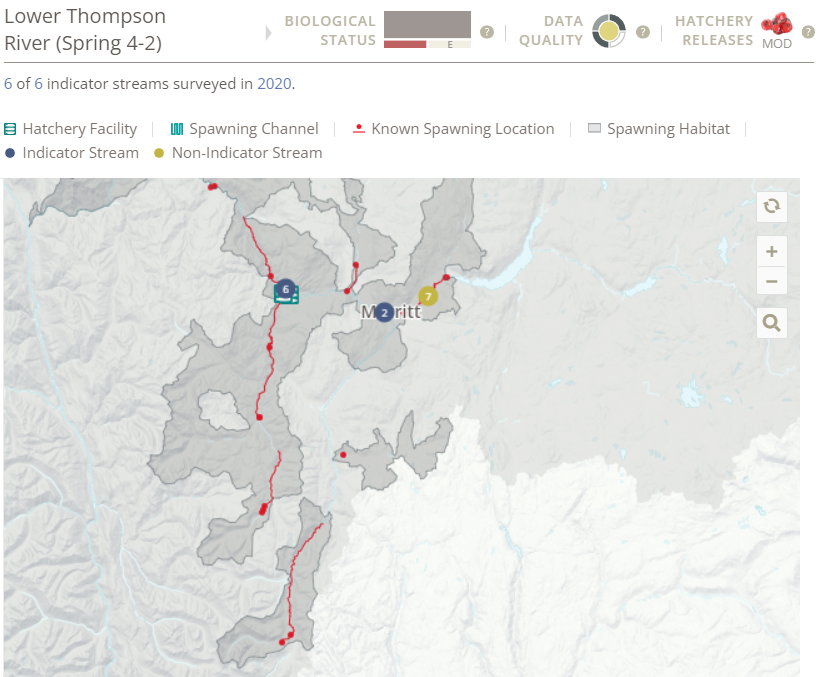 Lower Thompson
River (Spring 4-2)
BIOLOGICAL
STATUS
E
?
DATA
QUALITY
?
HATCHERY
RELEASES
MOD
?
6 of 6 indicator streams surveyed in 2020.
Hatchery Facility
Spawning Channel
Known Spawning Location
Spawning Habitat
Indicator Stream
Non-Indicator Stream
6
7
M 2 ritt
+
−